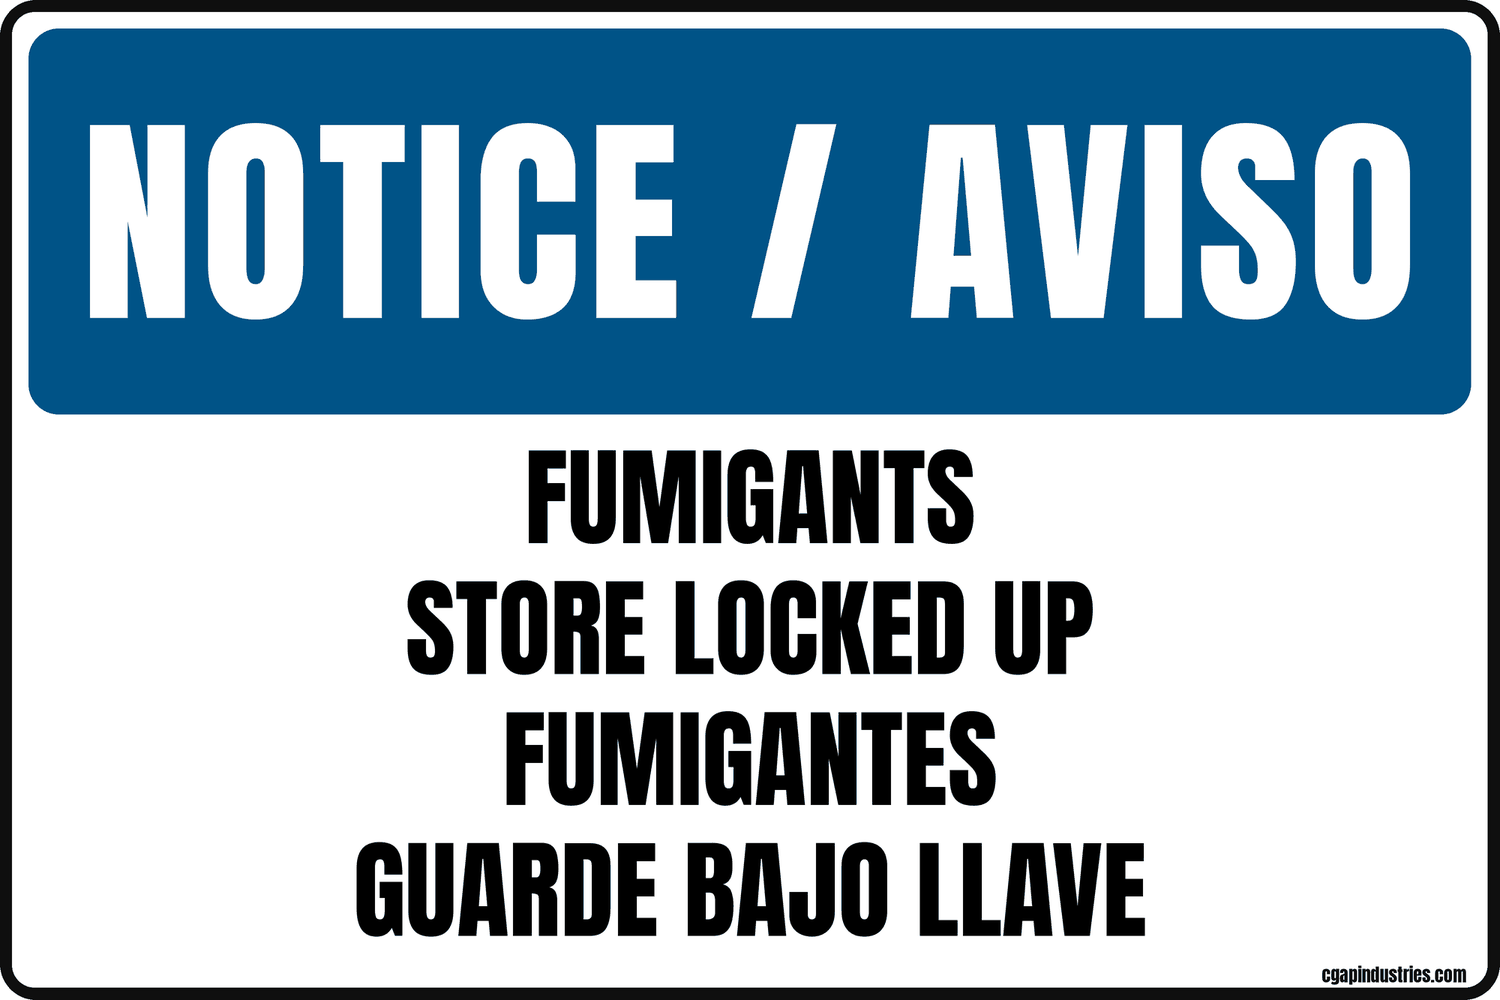 NOTICE / AVISO
FUMIGANTS
STORE LOCKED UP
FUMIGANTES
GUARDE BAJO LLAVE
cgapindustries.com